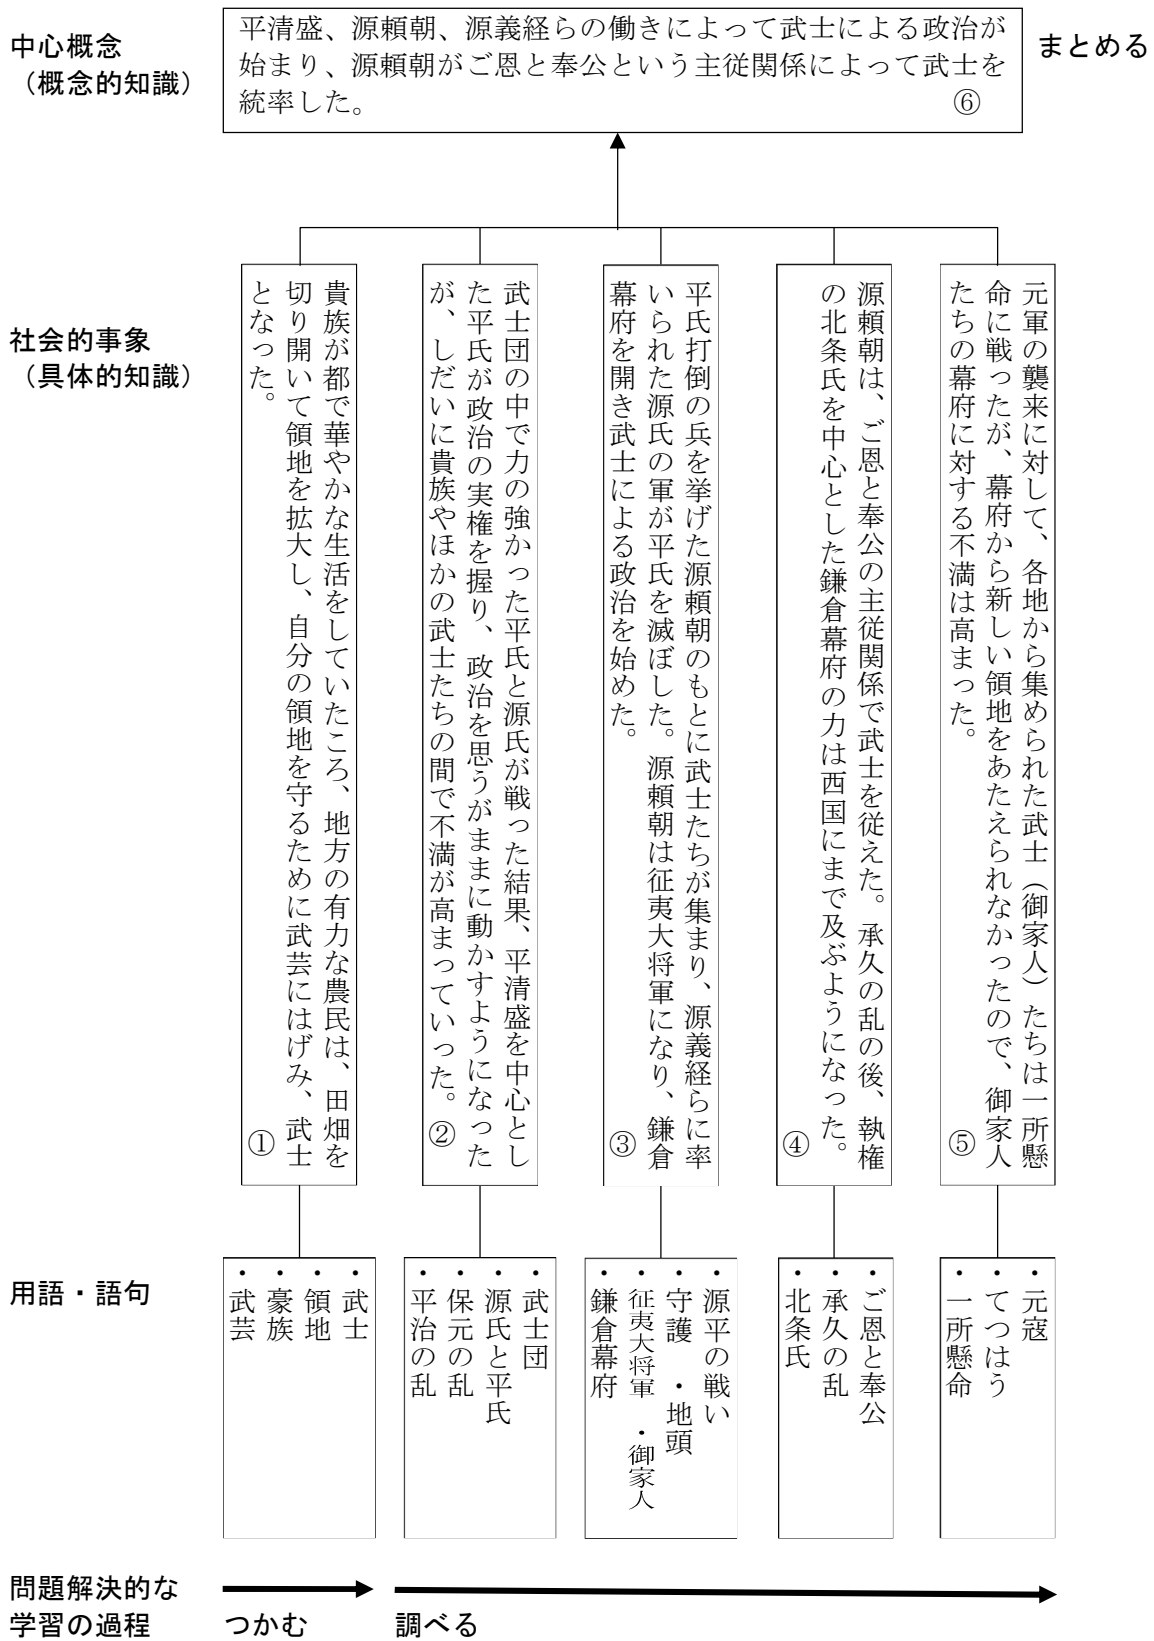 中心概念
（概念的知識）
平清盛、源頼朝、源義経らの働きによって武士による政治が
始まり、源頼朝がご恩と奉公という主従関係によって武士を
統率した。 ⑥
まとめる
社会的事象
（具体的知識）
貴族が都で華やかな生活をしていたころ、地方の有力な農民は、田畑を
切り開いて領地を拡大し、自分の領地を守るために武芸にはげみ、武士
となった。 ①
武士団の中で力の強かった平氏と源氏が戦った結果、平清盛を中心とし
た平氏が政治の実権を握り、政治を思うがままに動かすようになった
が、しだいに貴族やほかの武士たちの間で不満が高まっていった。 ②
平氏打倒の兵を挙げた源頼朝のもとに武士たちが集まり、源義経らに率
いられた源氏の軍が平氏を滅ぼした。源頼朝は征夷大将軍になり、鎌倉
幕府を開き武士による政治を始めた。 ③
源頼朝は、ご恩と奉公の主従関係で武士を従えた。承久の乱の後、執権
の北条氏を中心とした鎌倉幕府の力は西国にまで及ぶようになった。
④
元軍の襲来に対して、各地から集められた武士（御家人）たちは一所懸
命に戦ったが、幕府から新しい領地をあたえられなかったので、御家人
たちの幕府に対する不満は高まった。 ⑤
用語・語句
・武士
・領地
・豪族
・武芸
・武士団
・源氏と平氏
・保元の乱
・平治の乱
・源平の戦い
・守護 ・地頭
・征夷大将軍 ・御家人
・鎌倉幕府
・ご恩と奉公
・承久の乱
・北条氏
・元寇
・てつはう
・一所懸命
問題解決的な
学習の過程
つかむ
調べる